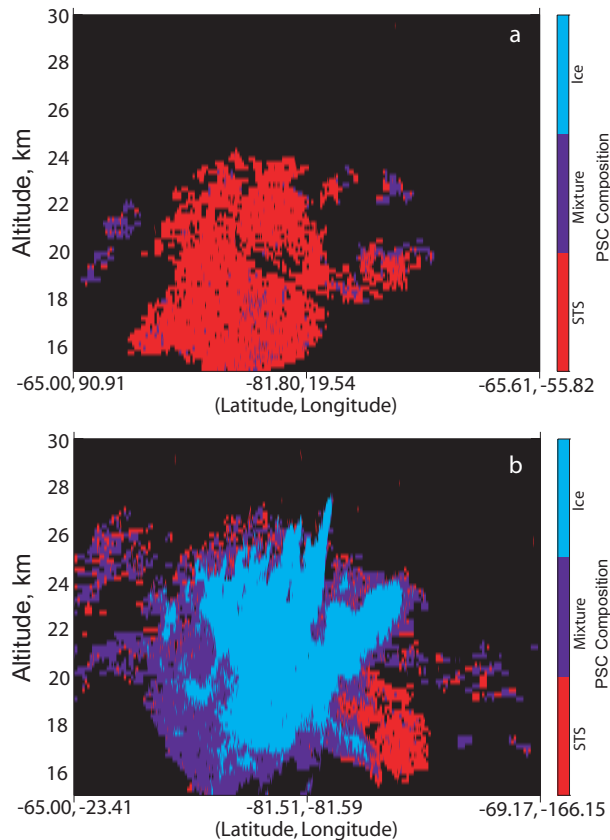 a
30
28
26
24
22
20
18
16
Altitude, km
-65.00, 90.91
-81.80, 19.54
-65.61, -55.82
(Latitude, Longitude)
Ice
Mixture
STS
PSC Composition
b
30
28
26
24
22
20
18
16
Altitude, km
-65.00, -23.41
-81.51, -81.59
-69.17, -166.15
(Latitude, Longitude)
Ice
Mixture
STS
PSC Composition